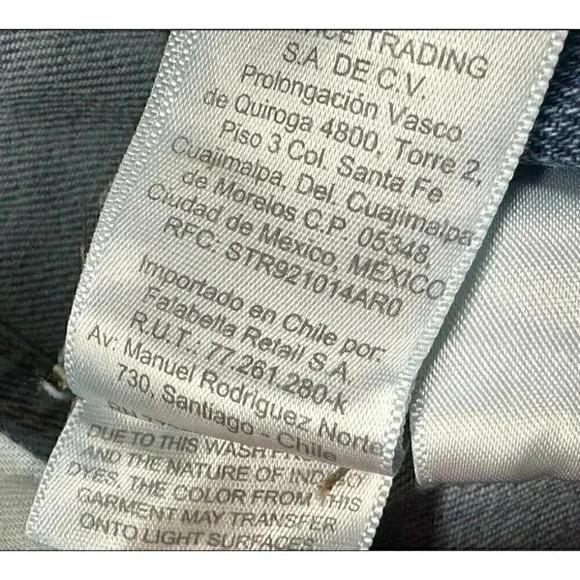 TRADING
S.A. DE C.V.
Prolongación Vasco
de Quiroga 4800, Torre 2,
Piso 3 Col. Santa Fe
Cuajimalpa, Del. Cuajimalpa
de Morelos C.P. 05348,
Ciudad de México, MÉXICO
RFC: STR921014AR0
Importado en Chile por:
Falabella Retail S.A.
R.U.T.: 77.261.280-k
Av: Manuel Rodriguez Norte
730, Santiago - Chile
DUE TO THIS WASH
AND THE NATURE OF INDIGO
DYES, THE COLOR FROM THIS
GARMENT MAY TRANSFER
ONTO LIGHT SURFACES